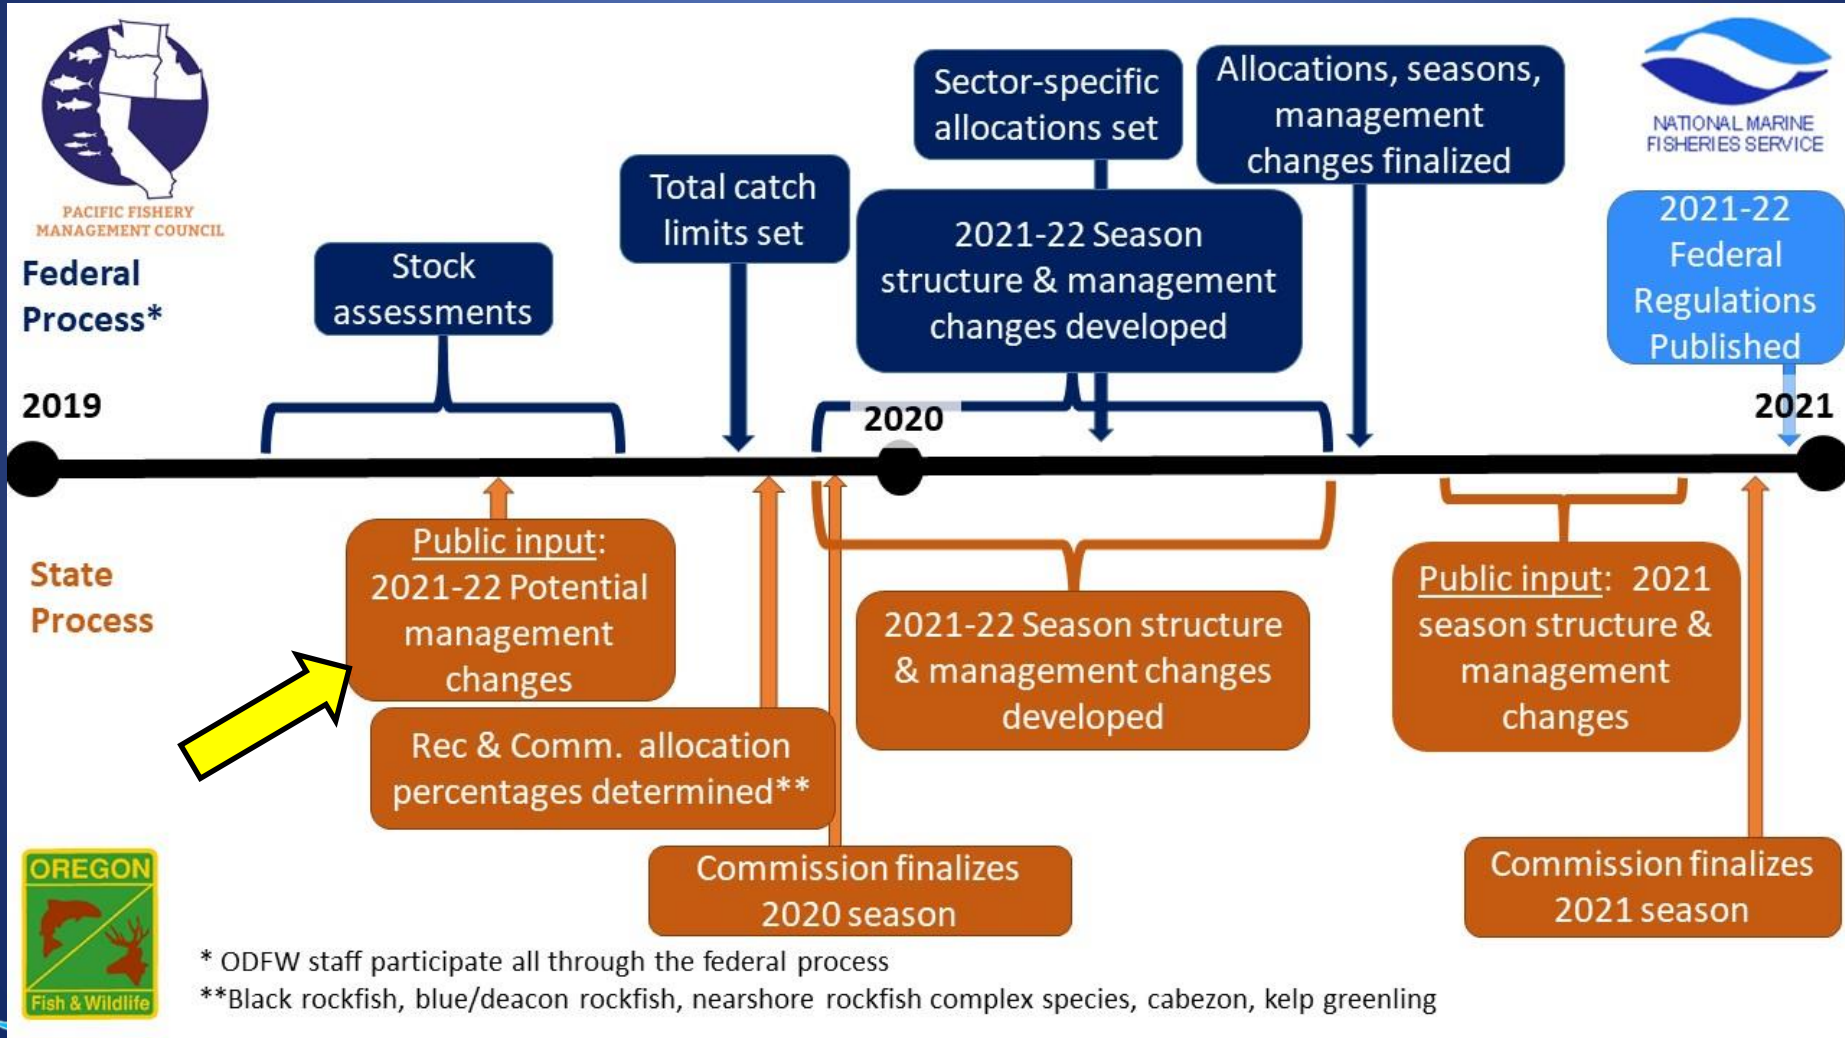 PACIFIC FISHERY
MANAGEMENT COUNCIL
NATIONAL MARINE
FISHERIES SERVICE
Federal
Process*
Stock
assessments
Total catch
limits set
Sector-specific
allocations set
2021-22 Season
structure & management
changes developed
Allocations, seasons,
management
changes finalized
2021-22
Federal
Regulations
Published
2019
2020
2021
State
Process
Public input:
2021-22 Potential
management
changes
Rec & Comm. allocation
percentages determined**
Commission finalizes
2020 season
2021-22 Season structure
& management changes
developed
Public input: 2021
season structure &
management
changes
Commission finalizes
2021 season
OREGON
Fish & Wildlife
* ODFW staff participate all through the federal process
**Black rockfish, blue/deacon rockfish, nearshore rockfish complex species, cabezon, kelp greenling